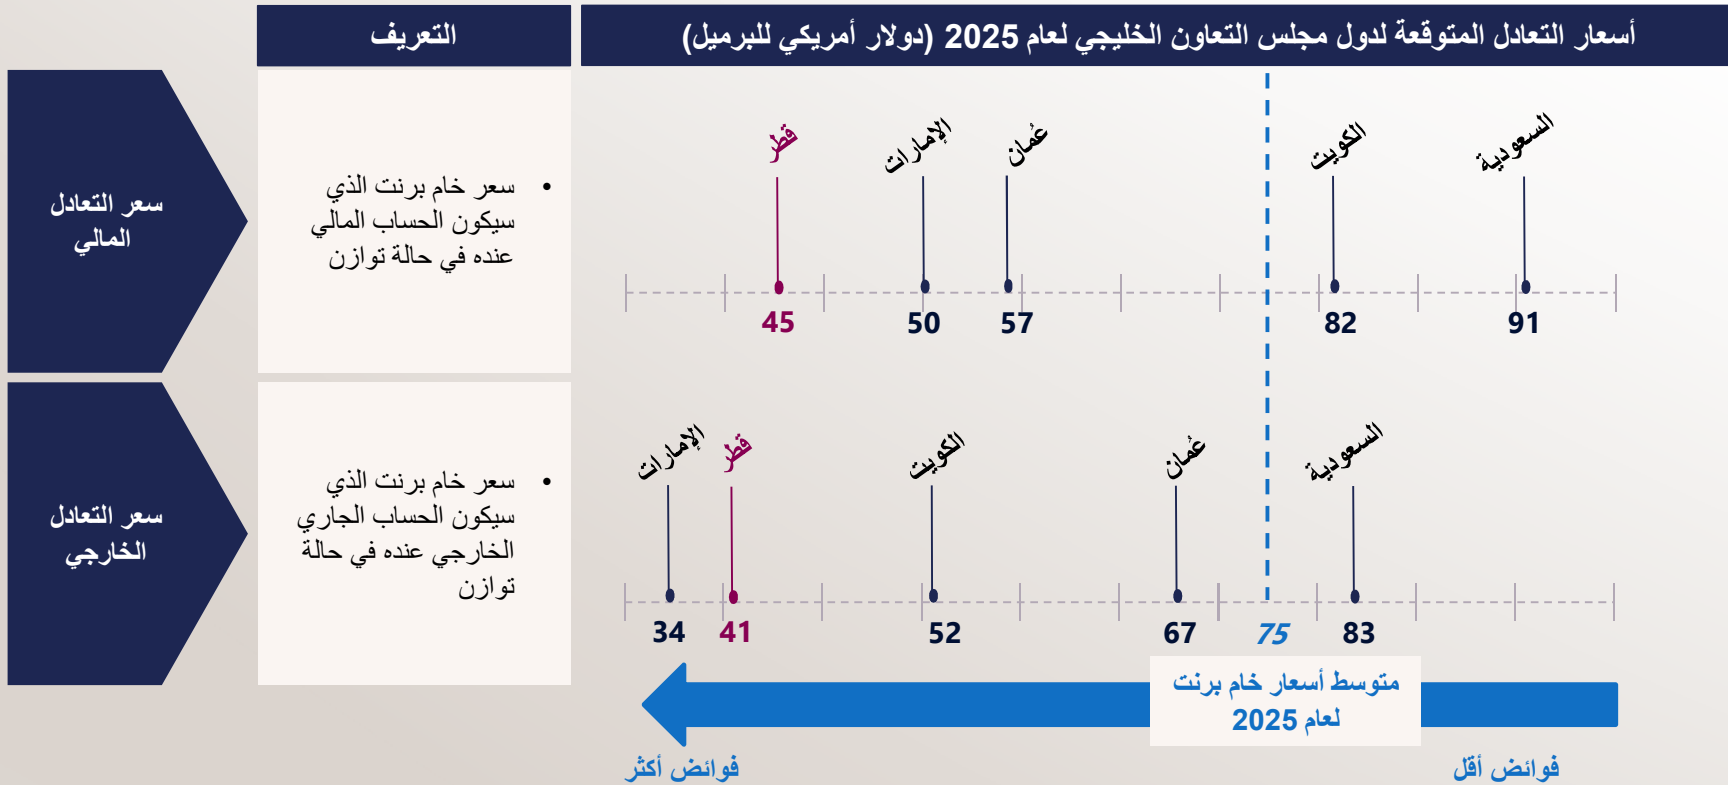 أسعار التعادل المتوقعة لدول مجلس التعاون الخليجي لعام 2025 (دولار أمريكي للبرميل)
التعريف
سعر التعادل
المالي
• سعر خام برنت الذي
سيكون الحساب المالي
عنده في حالة توازن
السعودية
الكويت
عُمان
الإمارات
قطر
91
82
57
50
45
سعر التعادل
الخارجي
• سعر خام برنت الذي
سيكون الحساب الجاري
الخارجي عنده في حالة
توازن
السعودية
عُمان
الكويت
قطر
الإمارات
83
75
67
52
41
34
متوسط أسعار خام برنت
لعام 2025
فوائض أقل
فوائض أكثر